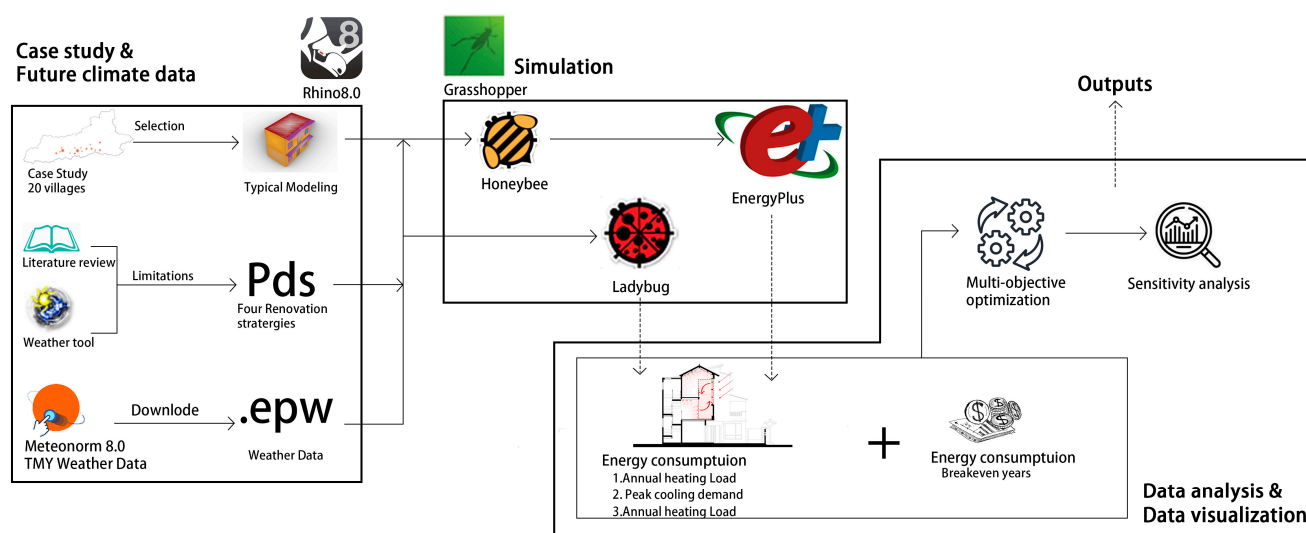 Case study &
Future climate data
8
Rhino8.0
Selection
Case Study
20 villages
Typical Modeling
Literature review
Limitations
Weather tool
Pds
Four Renovation
stratergies
Downlode
Meteonorm 8.0
TMY Weather Data
.epw
Weather Data
Grasshopper
Simulation
Honeybee
e+
EnergyPlus
Ladybug
Outputs
Multi-objective
optimization
Sensitivity analysis
Energy consumptuion
1.Annual heating Load
2. Peak cooling demand
3.Annual heating Load
+
Energy consumptuion
Breakeven years
Data analysis &
Data visualization